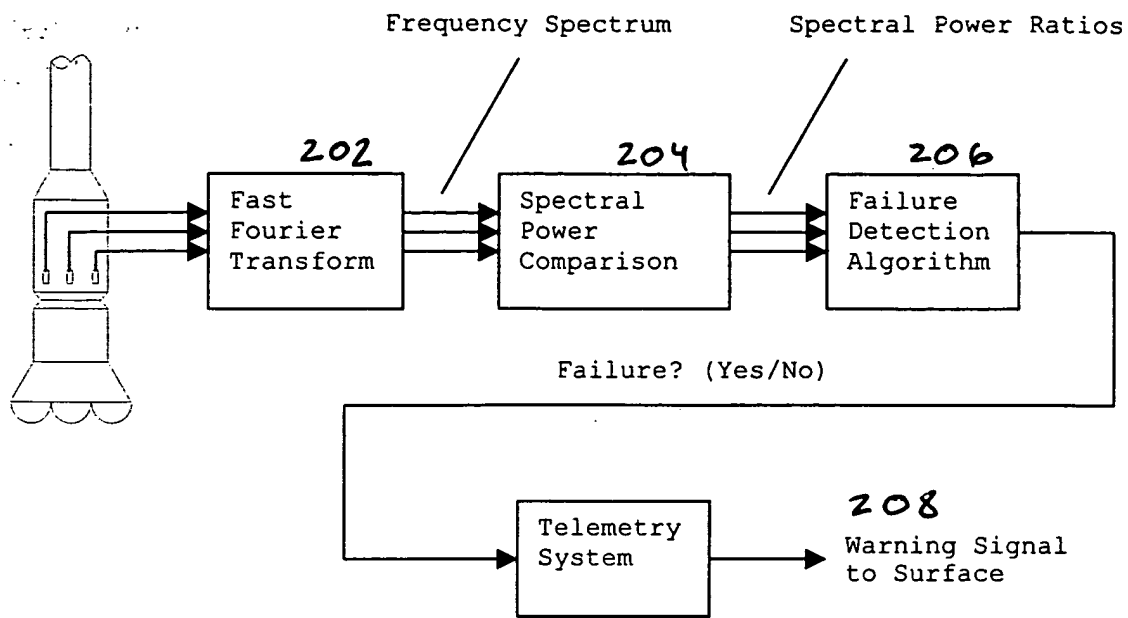 Frequency Spectrum
Spectral Power Ratios
202
204
206
Fast
Fourier
Transform
Spectral
Power
Comparison
Failure
Detection
Algorithm
Failure? (Yes/No)
Telemetry
System
208
Warning Signal
to Surface